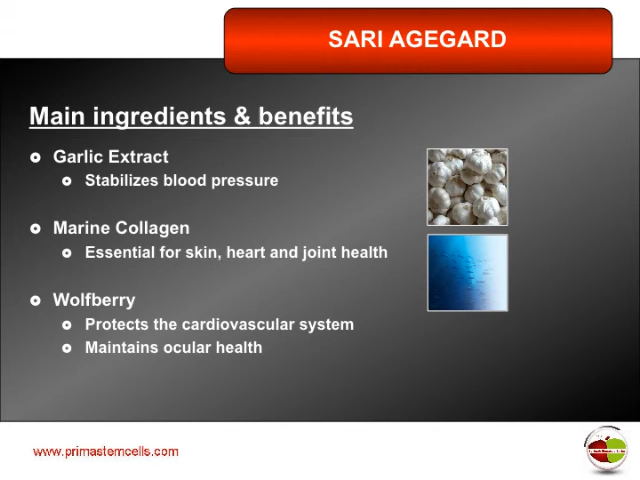 SARI AGEGARD
Main ingredients & benefits
Garlic Extract
Stabilizes blood pressure
Marine Collagen
Essential for skin, heart and joint health
Wolfberry
Protects the cardiovascular system
Maintains ocular health
www.primastemcells.com